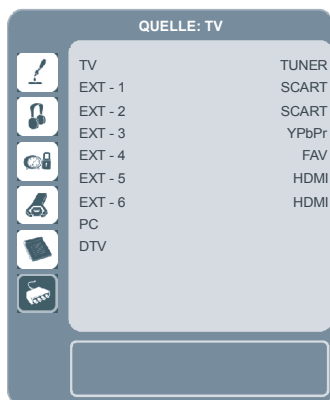 QUELLE: TV
TV TUNER
EXT - 1 SCART
EXT - 2 SCART
EXT - 3 YPbPr
EXT - 4 FAV
EXT - 5 HDMI
EXT - 6 HDMI
PC
DTV